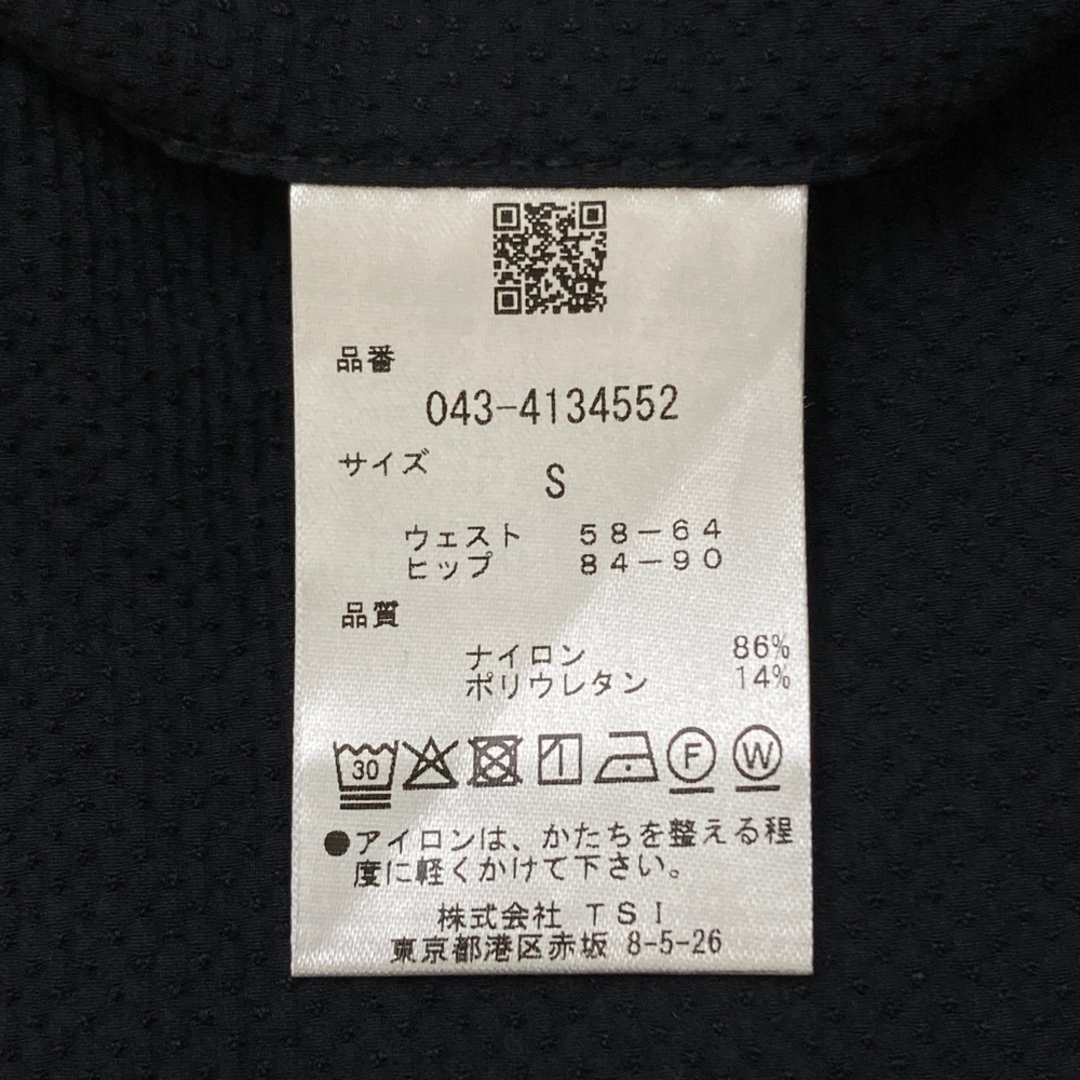 品番
043-4134552
サイズ
S
ウェスト 58-64
ヒップ 84-90
品質
ナイロン 86%
ポリウレタン 14%
30 F W
●アイロンは、かたちを整える程
度に軽くかけて下さい。
株式会社 TSI
東京都港区赤坂 8-5-26